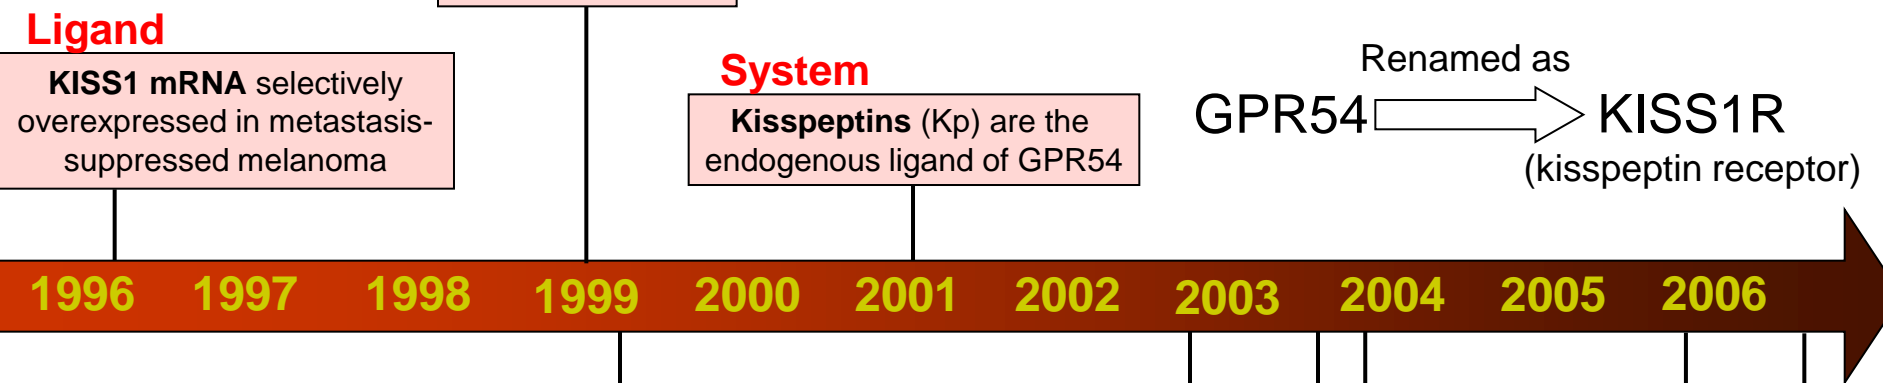 Ligand
KISS1 mRNA selectively
overexpressed in metastasis-
suppressed melanoma
System
Kisspeptins (Kp) are the
endogenous ligand of GPR54
Renamed as
GPR54 KISS1R
(kisspeptin receptor)
1996 1997 1998 1999 2000 2001 2002 2003 2004 2005 2006